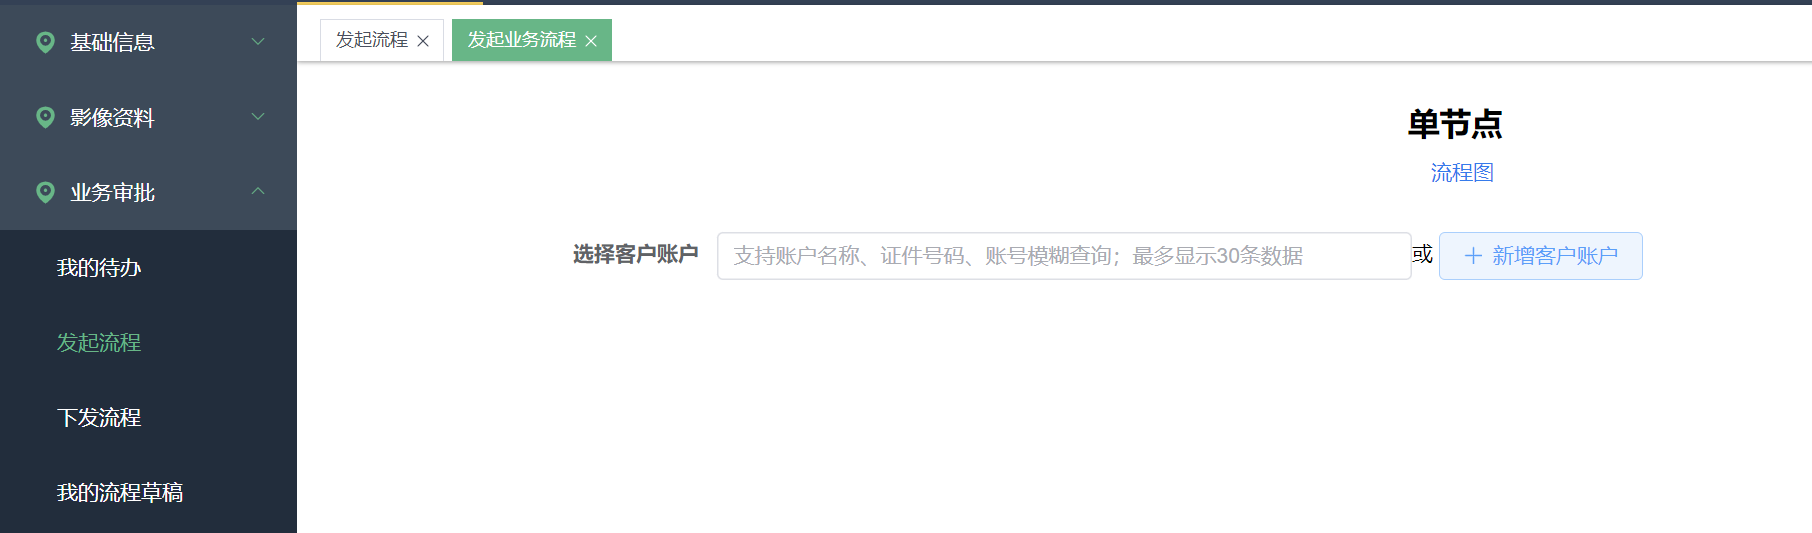 基础信息
影像资料
业务审批
我的待办
发起流程
下发流程
我的流程草稿
发起流程
发起业务流程
单节点
流程图
选择客户账户 支持账户名称、证件号码、账号模糊查询；最多显示30条数据 或 新增客户账户